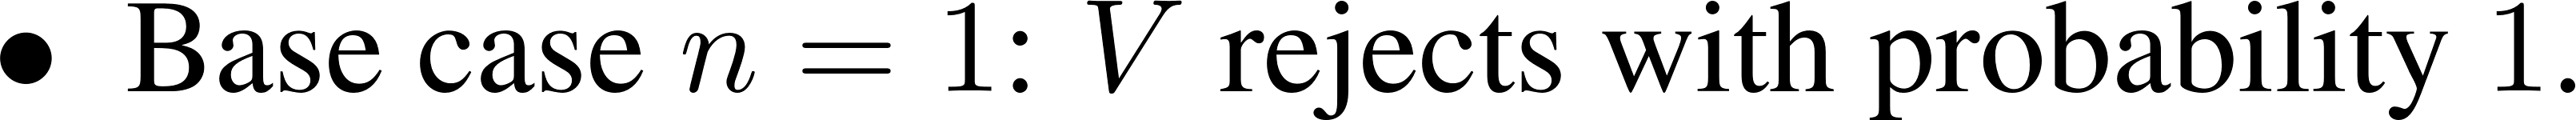 • Base case n = 1: V rejects with probability 1.